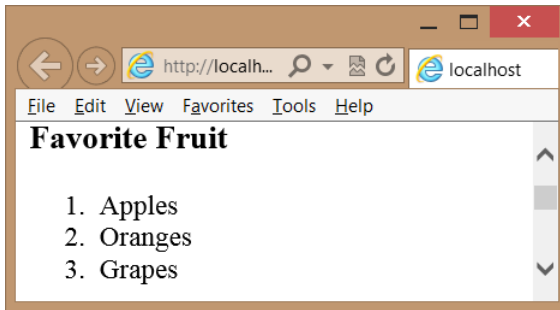 http://localh... localhost
File Edit View Favorites Tools Help
Favorite Fruit
1. Apples
2. Oranges
3. Grapes